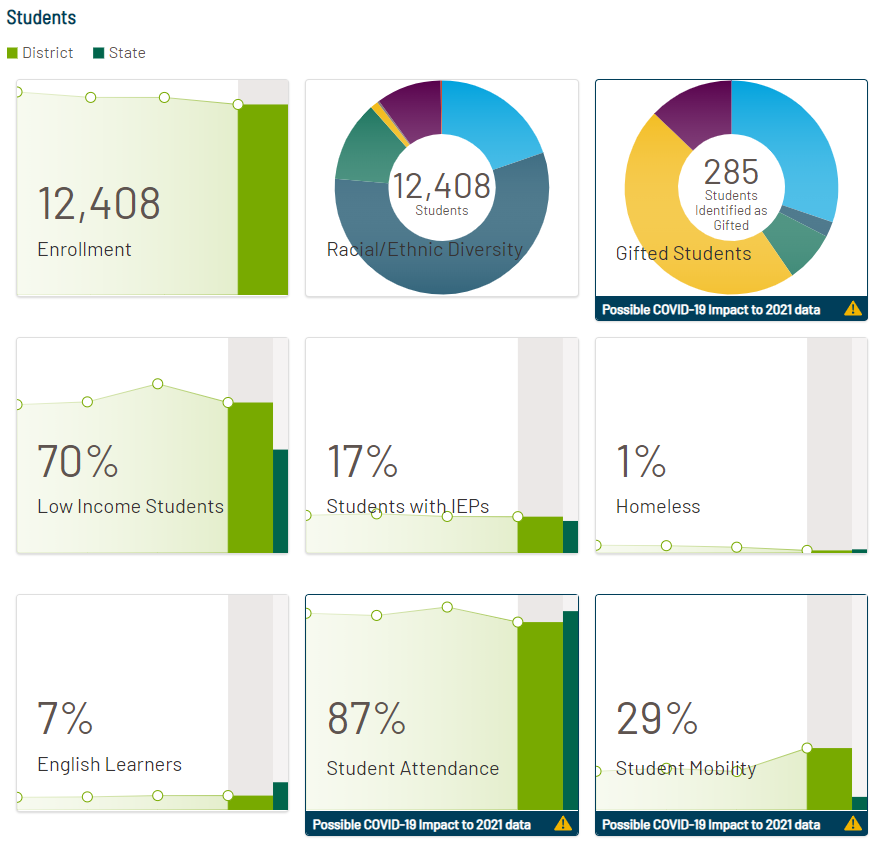 Students
District State
12,408
Enrollment
12,408
Students
Racial/Ethnic Diversity
285
Students
Identified as
Gifted
Gifted Students
Possible COVID-19 Impact to 2021 data
70%
Low Income Students
17%
Students with IEPs
1%
Homeless
7%
English Learners
87%
Student Attendance
Possible COVID-19 Impact to 2021 data
29%
Student Mobility
Possible COVID-19 Impact to 2021 data